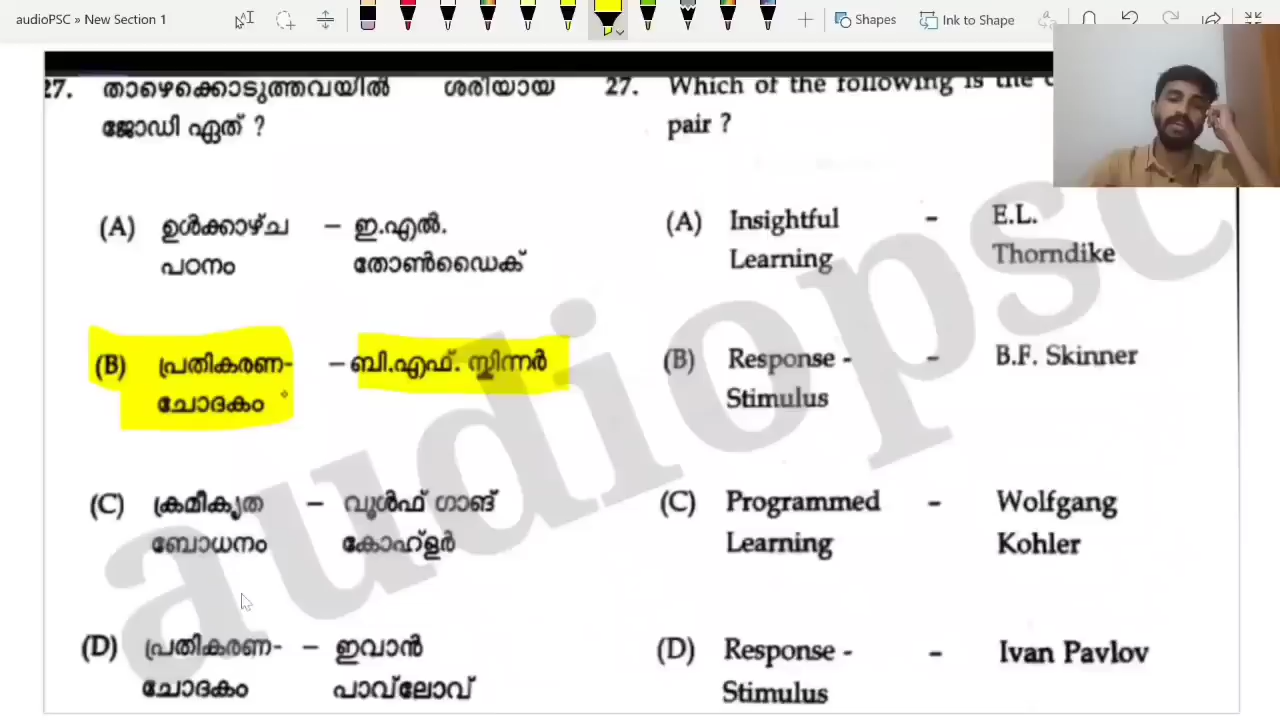 audioPSC » New Section 1
Shapes
Ink to Shape
27. താഴെക്കൊടുത്തവയിൽ ശരിയായ
ജോഡി ഏത് ?
(A) ഉൾക്കാഴ്ച – ഇ.എൽ.
പഠനം തോൺഡൈക്
(B) പ്രതികരണ- – ബി.എഫ്. സ്കിന്നർ
ചോദകം
(C) ക്രമീകൃത – വൂൾഫ് ഗാങ്
ബോധനം കോഹ്ളർ
(D) പ്രതികരണ- – ഇവാൻ
ചോദകം പാവ്‌ലോവ്
27. Which of the following is the
pair ?
(A) Insightful – E.L.
Learning Thorndike
(B) Response - – B.F. Skinner
Stimulus
(C) Programmed – Wolfgang
Learning Kohler
(D) Response - – Ivan Pavlov
Stimulus
audiopsc